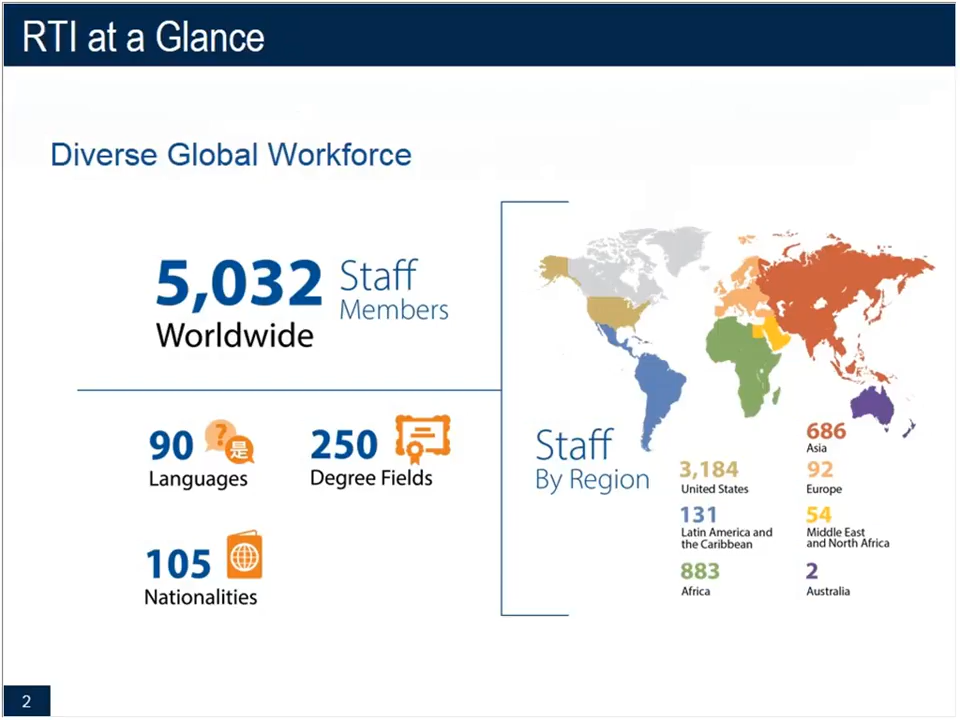 RTI at a Glance
Diverse Global Workforce
5,032 Staff
Members
Worldwide
90
Languages
?
是
250
Degree Fields
105
Nationalities
Staff
By Region
686
Asia
3,184
United States
92
Europe
131
Latin America and
the Caribbean
54
Middle East
and North Africa
883
Africa
2
Australia
2